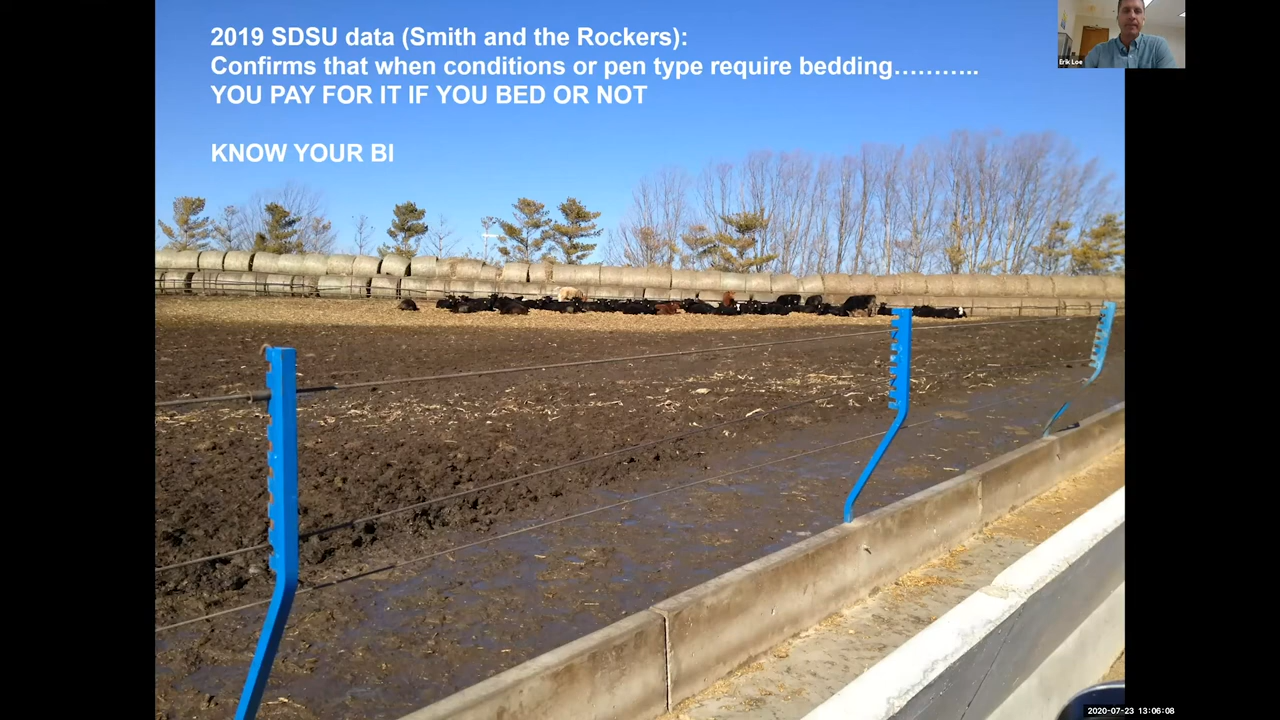 2019 SDSU data (Smith and the Rockers):
Confirms that when conditions or pen type require bedding………..
YOU PAY FOR IT IF YOU BED OR NOT
KNOW YOUR BI
Erik Loe
2020-07-23 13:06:08